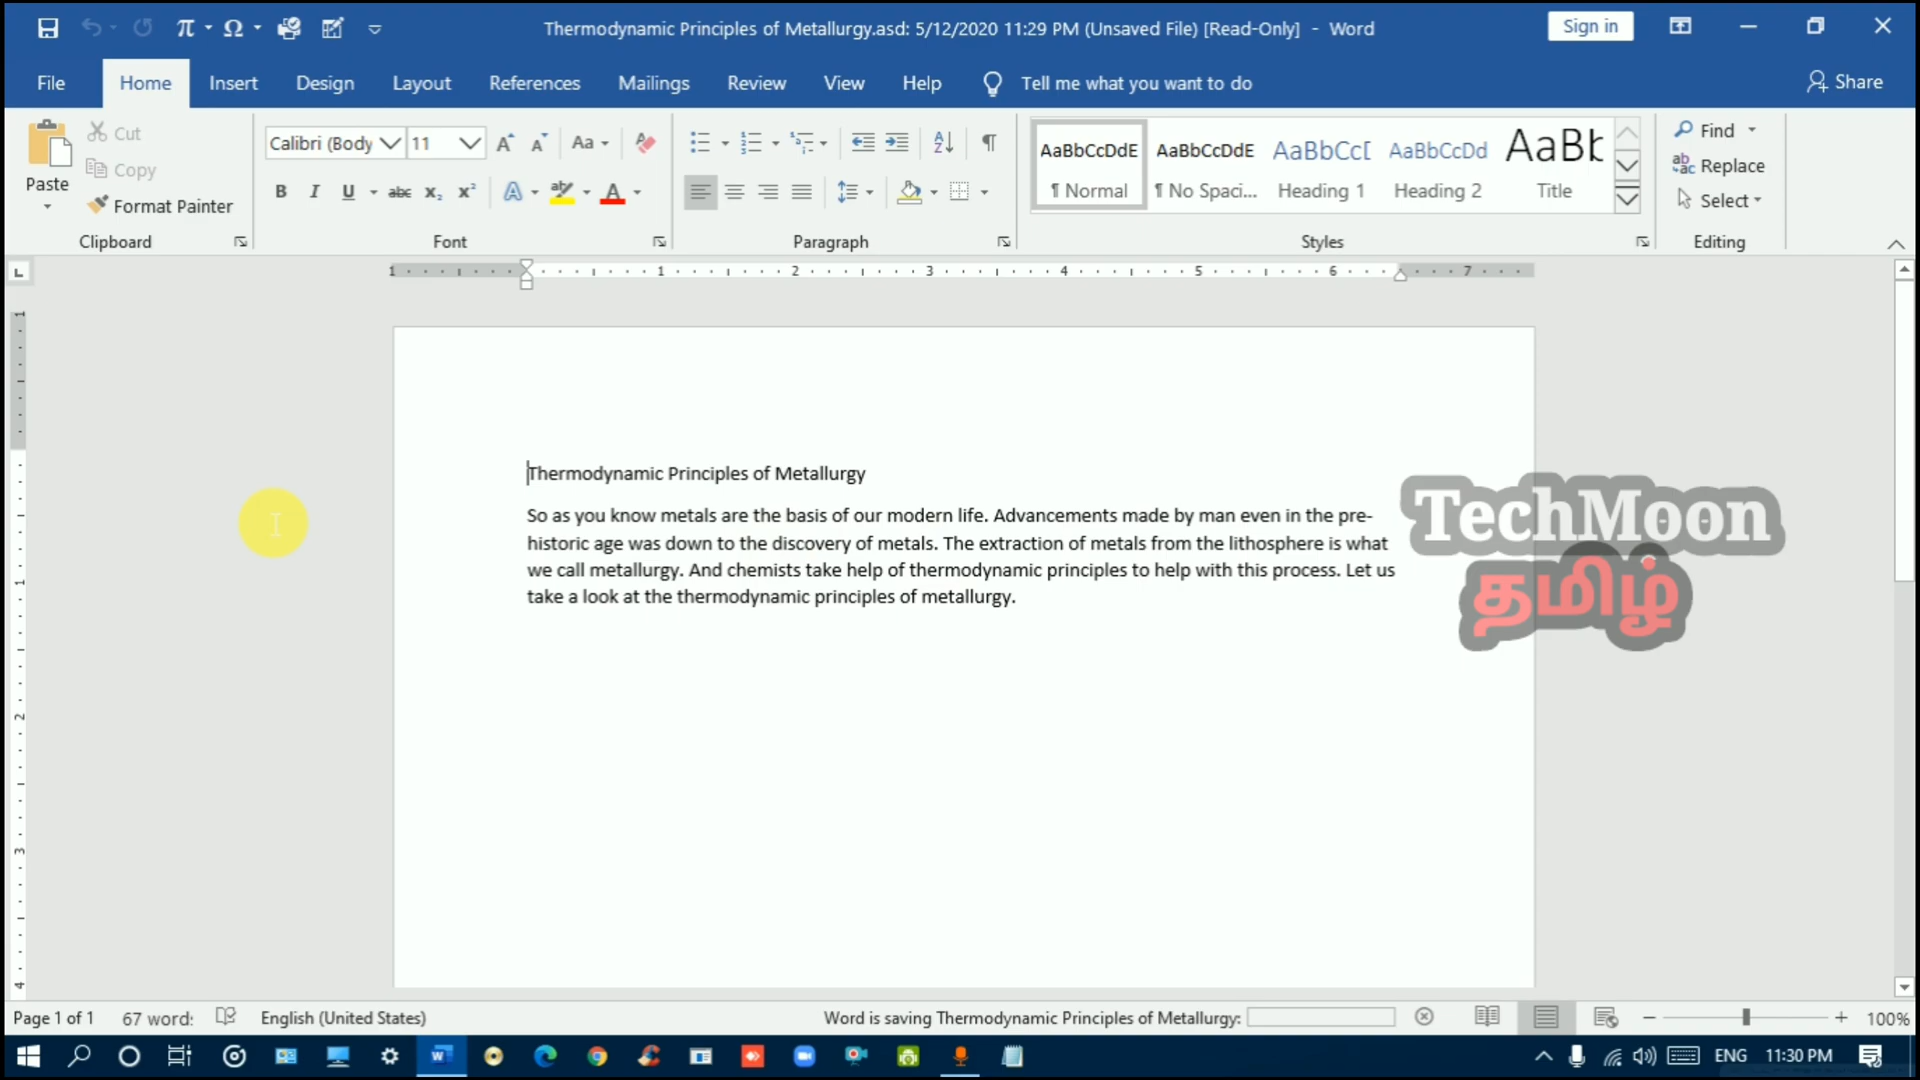 Thermodynamic Principles of Metallurgy.asd: 5/12/2020 11:29 PM (Unsaved File) [Read-Only] - Word
Sign in
File Home Insert Design Layout References Mailings Review View Help Tell me what you want to do Share
Paste
Cut
Copy
Format Painter
Clipboard
Calibri (Body 11
Font
Paragraph
AaBbCcDdE AaBbCcDdE AaBbCcD AaBbCcDd AaBb
¶ Normal ¶ No Spaci... Heading 1 Heading 2 Title
Styles
Find
Replace
Select
Editing
1 1 2 3 4 5 6 7
Thermodynamic Principles of Metallurgy
So as you know metals are the basis of our modern life. Advancements made by man even in the pre-
historic age was down to the discovery of metals. The extraction of metals from the lithosphere is what
we call metallurgy. And chemists take help of thermodynamic principles to help with this process. Let us
take a look at the thermodynamic principles of metallurgy.
TechMoon
தமிழ்
Page 1 of 1 67 word: English (United States) Word is saving Thermodynamic Principles of Metallurgy: 100%
ENG 11:30 PM